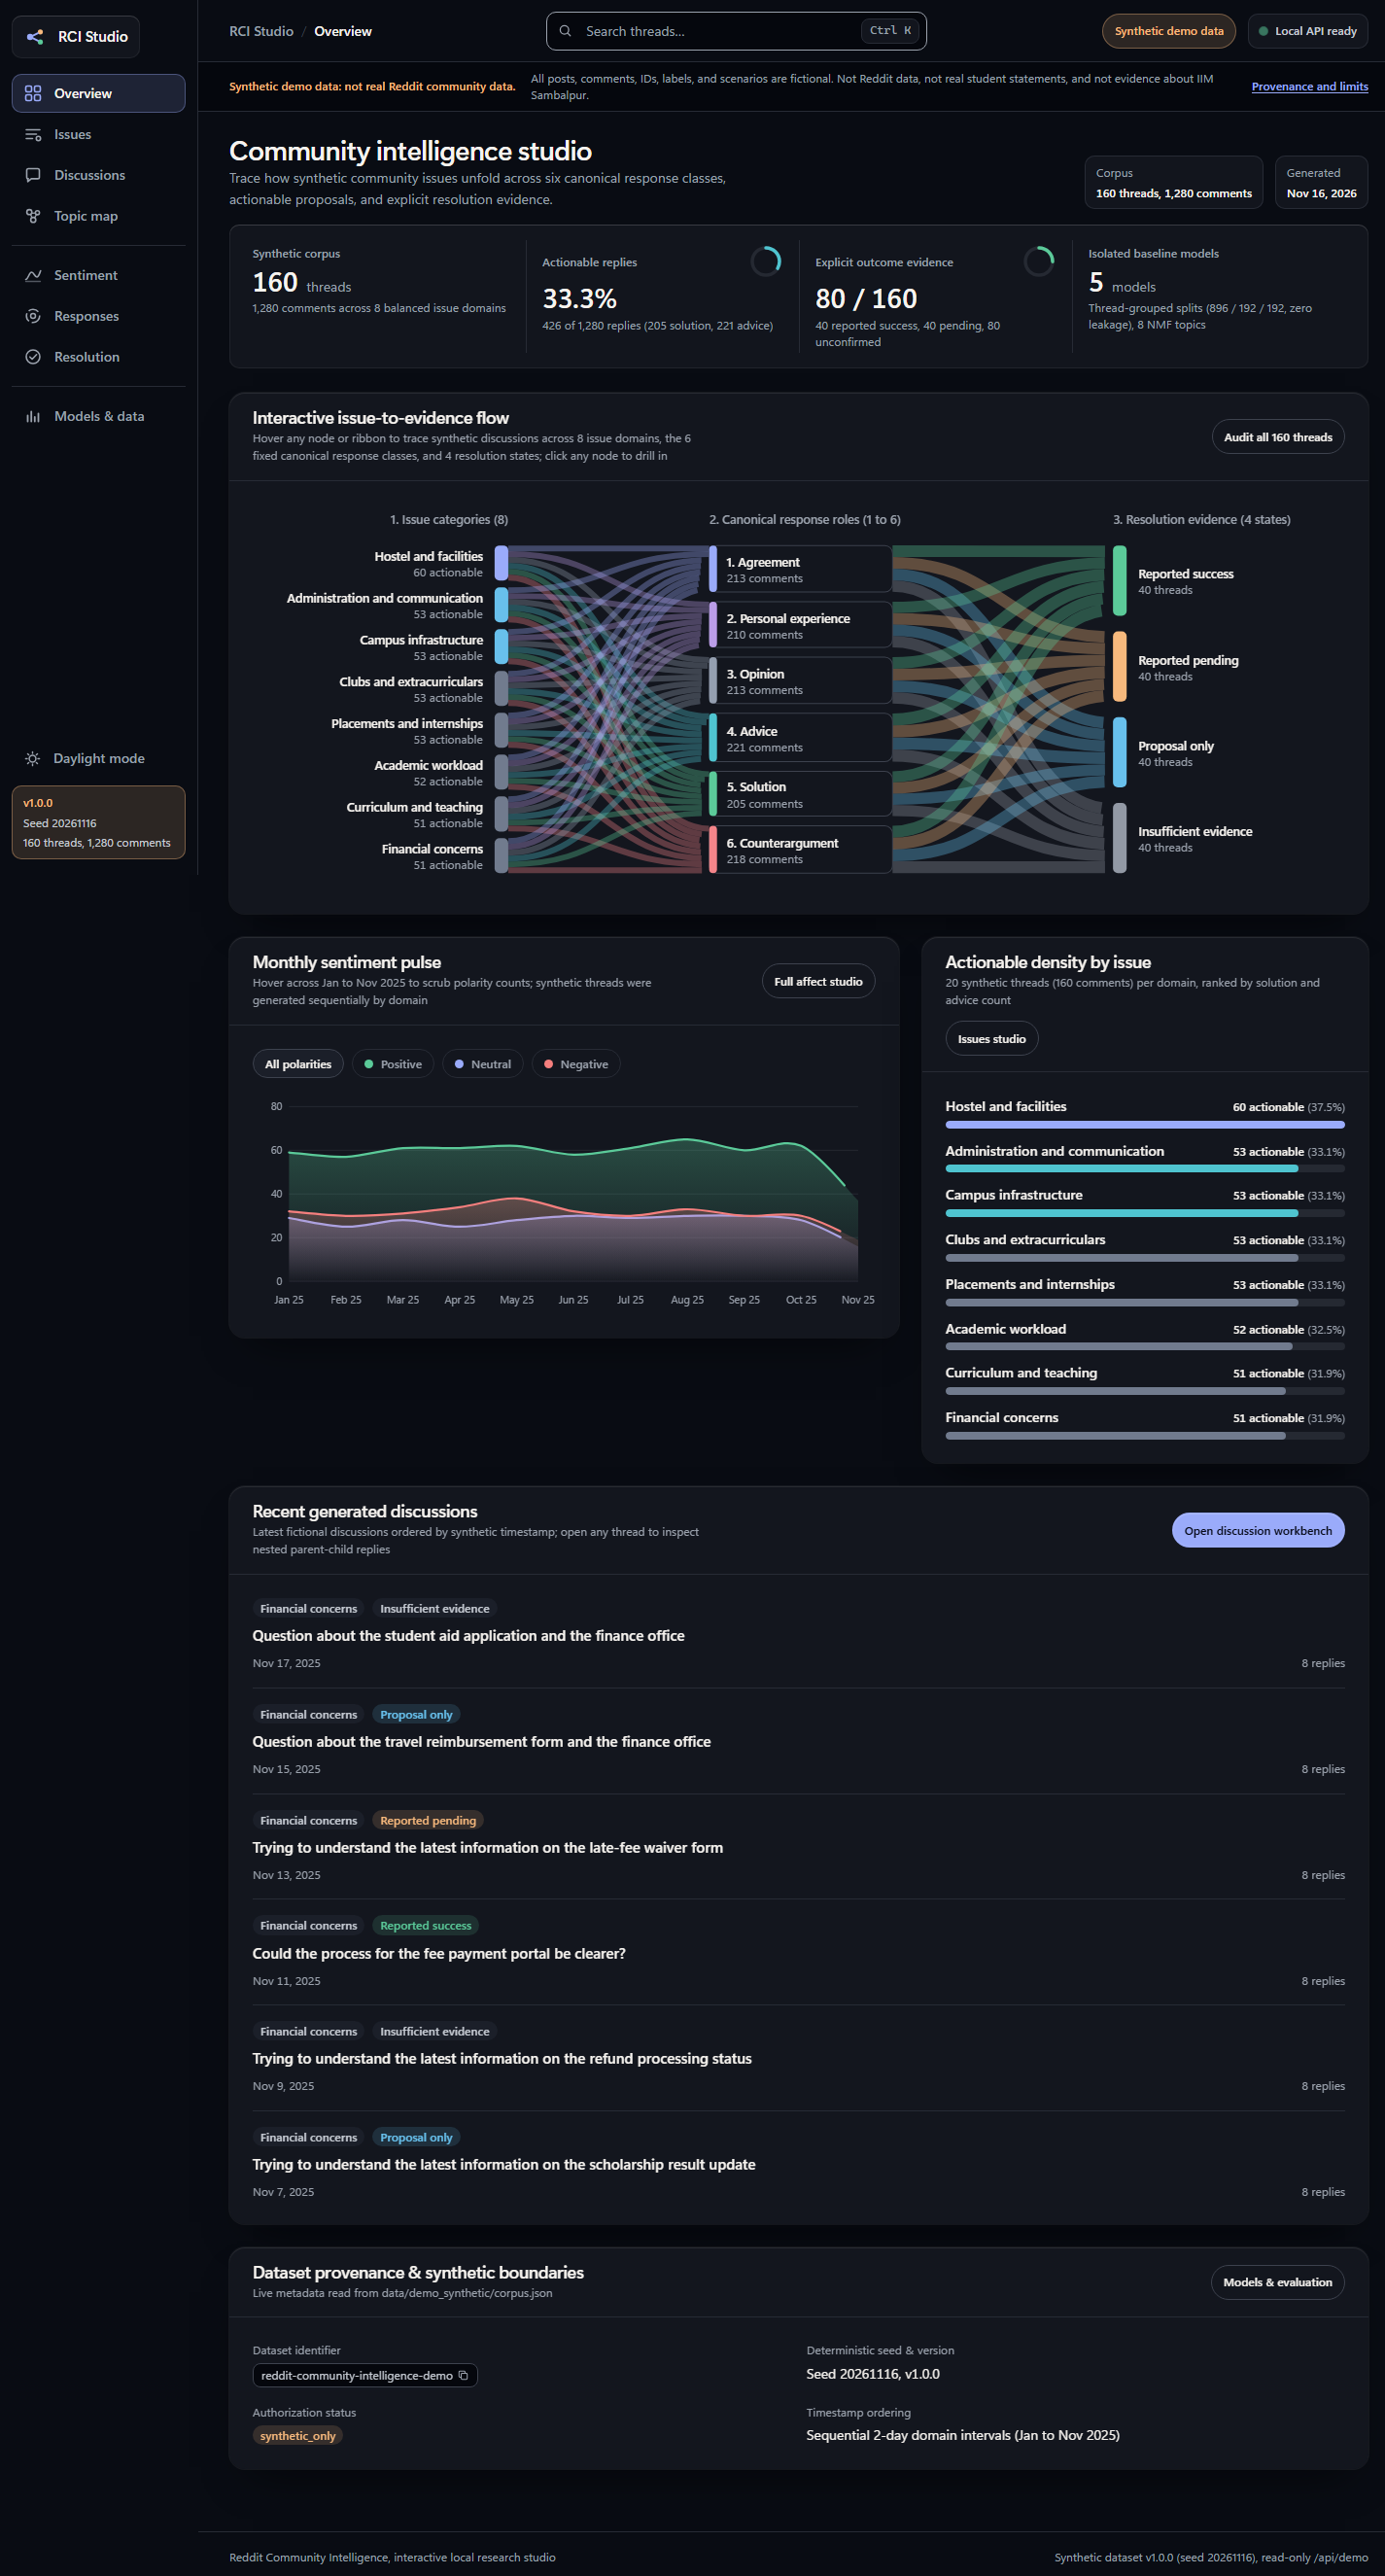 RCI Studio
Overview
Issues
Discussions
Topic map
Sentiment
Responses
Resolution
Models & data
Daylight mode
v1.0.0
Seed 20261116
160 threads, 1,280 comments
RCI Studio / Overview
Search threads...
Ctrl K
Synthetic demo data
Local API ready
Synthetic demo data: not real Reddit community data.
All posts, comments, IDs, labels, and scenarios are fictional. Not Reddit data, not real student statements, and not evidence about IIM
Sambalpur.
Provenance and limits
Community intelligence studio
Trace how synthetic community issues unfold across six canonical response classes,
actionable proposals, and explicit resolution evidence.
Corpus
160 threads, 1,280 comments
Generated
Nov 16, 2026
Synthetic corpus
160 threads
1,280 comments across 8 balanced issue domains
Actionable replies
33.3%
426 of 1,280 replies (205 solution, 221 advice)
Explicit outcome evidence
80 / 160
40 reported success, 40 pending, 80
unconfirmed
Isolated baseline models
5 models
Thread-grouped splits (896 / 192 / 192, zero
leakage), 8 NMF topics
Interactive issue-to-evidence flow
Hover any node or ribbon to trace synthetic discussions across 8 issue domains, the 6
fixed canonical response classes, and 4 resolution states; click any node to drill in
Audit all 160 threads
1. Issue categories (8)
Hostel and facilities
60 actionable
Administration and communication
53 actionable
Campus infrastructure
53 actionable
Clubs and extracurriculars
53 actionable
Placements and internships
53 actionable
Academic workload
52 actionable
Curriculum and teaching
51 actionable
Financial concerns
51 actionable
2. Canonical response roles (1 to 6)
1. Agreement
213 comments
2. Personal experience
210 comments
3. Opinion
213 comments
4. Advice
221 comments
5. Solution
205 comments
6. Counterargument
218 comments
3. Resolution evidence (4 states)
Reported success
40 threads
Reported pending
40 threads
Proposal only
40 threads
Insufficient evidence
40 threads
Monthly sentiment pulse
Hover across Jan to Nov 2025 to scrub polarity counts; synthetic threads were
generated sequentially by domain
Full affect studio
All polarities
Positive
Neutral
Negative
80
60
40
20
0
Jan 25
Feb 25
Mar 25
Apr 25
May 25
Jun 25
Jul 25
Aug 25
Sep 25
Oct 25
Nov 25
Actionable density by issue
20 synthetic threads (160 comments) per domain, ranked by solution and
advice count
Issues studio
Hostel and facilities 60 actionable (37.5%)
Administration and communication 53 actionable (33.1%)
Campus infrastructure 53 actionable (33.1%)
Clubs and extracurriculars 53 actionable (33.1%)
Placements and internships 53 actionable (33.1%)
Academic workload 52 actionable (32.5%)
Curriculum and teaching 51 actionable (31.9%)
Financial concerns 51 actionable (31.9%)
Recent generated discussions
Latest fictional discussions ordered by synthetic timestamp; open any thread to inspect
nested parent-child replies
Open discussion workbench
Financial concerns Insufficient evidence
Question about the student aid application and the finance office
Nov 17, 2025 8 replies
Financial concerns Proposal only
Question about the travel reimbursement form and the finance office
Nov 15, 2025 8 replies
Financial concerns Reported pending
Trying to understand the latest information on the late-fee waiver form
Nov 13, 2025 8 replies
Financial concerns Reported success
Could the process for the fee payment portal be clearer?
Nov 11, 2025 8 replies
Financial concerns Insufficient evidence
Trying to understand the latest information on the refund processing status
Nov 9, 2025 8 replies
Financial concerns Proposal only
Trying to understand the latest information on the scholarship result update
Nov 7, 2025 8 replies
Dataset provenance & synthetic boundaries
Live metadata read from data/demo_synthetic/corpus.json
Models & evaluation
Dataset identifier
reddit-community-intelligence-demo
Deterministic seed & version
Seed 20261116, v1.0.0
Authorization status
synthetic_only
Timestamp ordering
Sequential 2-day domain intervals (Jan to Nov 2025)
Reddit Community Intelligence, interactive local research studio
Synthetic dataset v1.0.0 (seed 20261116), read-only /api/demo